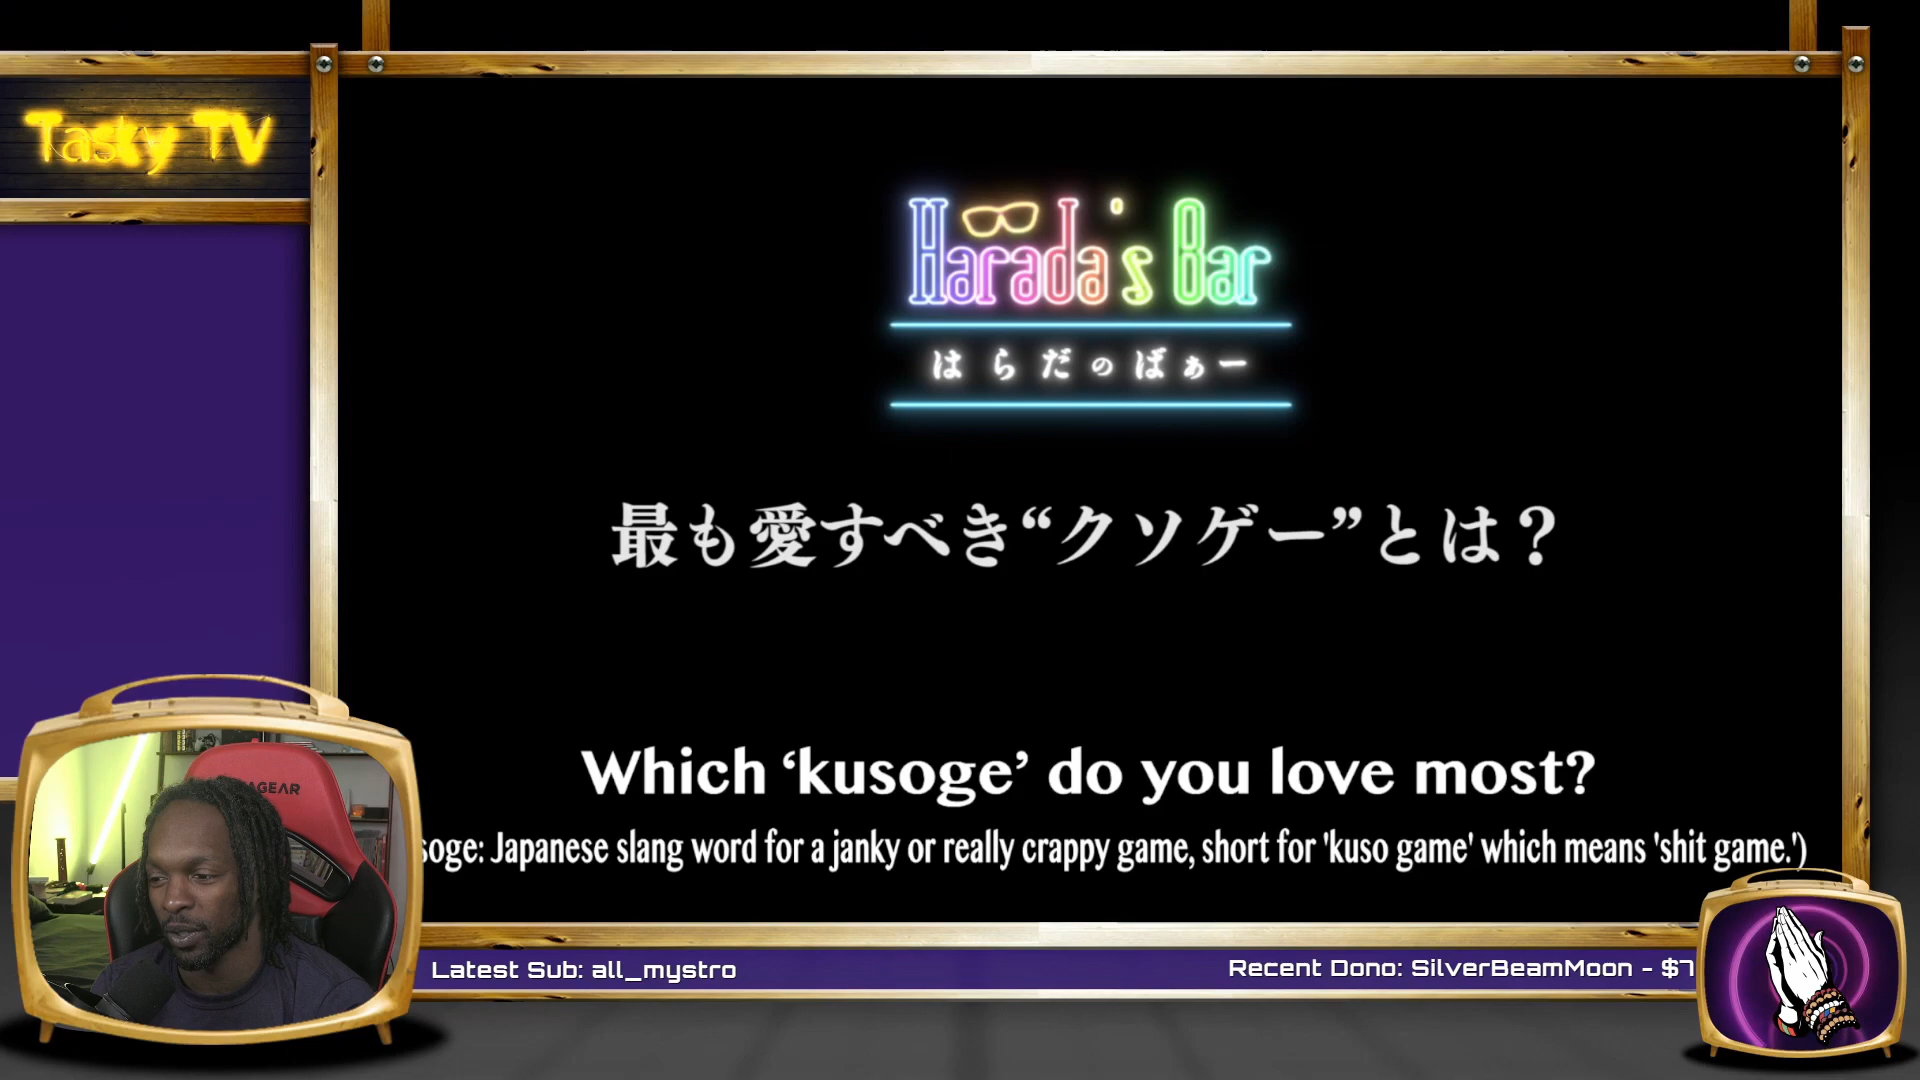 Tasky TV
Harada's Bar
はらだのばぁー
最も愛すべき“クソゲー”とは？
Which ‘kusoge’ do you love most?
soge: Japanese slang word for a janky or really crappy game, short for 'kuso game' which means 'shit game.')
AGEAR
Latest Sub: all_mystro
Recent Dono: SilverBeamMoon - $7